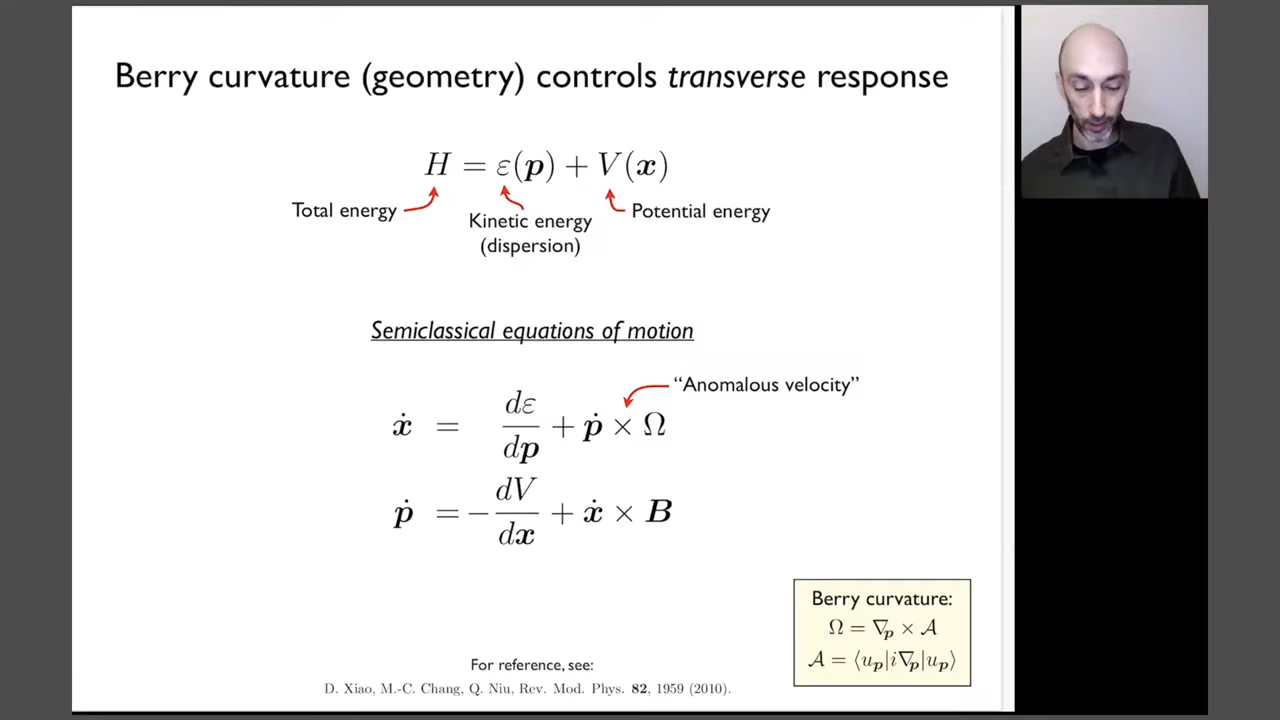 Berry curvature (geometry) controls transverse response
H = ε(p) + V(x)
Total energy
Kinetic energy
(dispersion)
Potential energy
Semiclassical equations of motion
"Anomalous velocity"
ẋ = dε/dp + ṗ × Ω
ṗ = − dV/dx + ẋ × B
Berry curvature:
Ω = ∇ₚ × 𝒜
𝒜 = ⟨uₚ|i∇ₚ|uₚ⟩
For reference, see:
D. Xiao, M.-C. Chang, Q. Niu, Rev. Mod. Phys. 82, 1959 (2010).